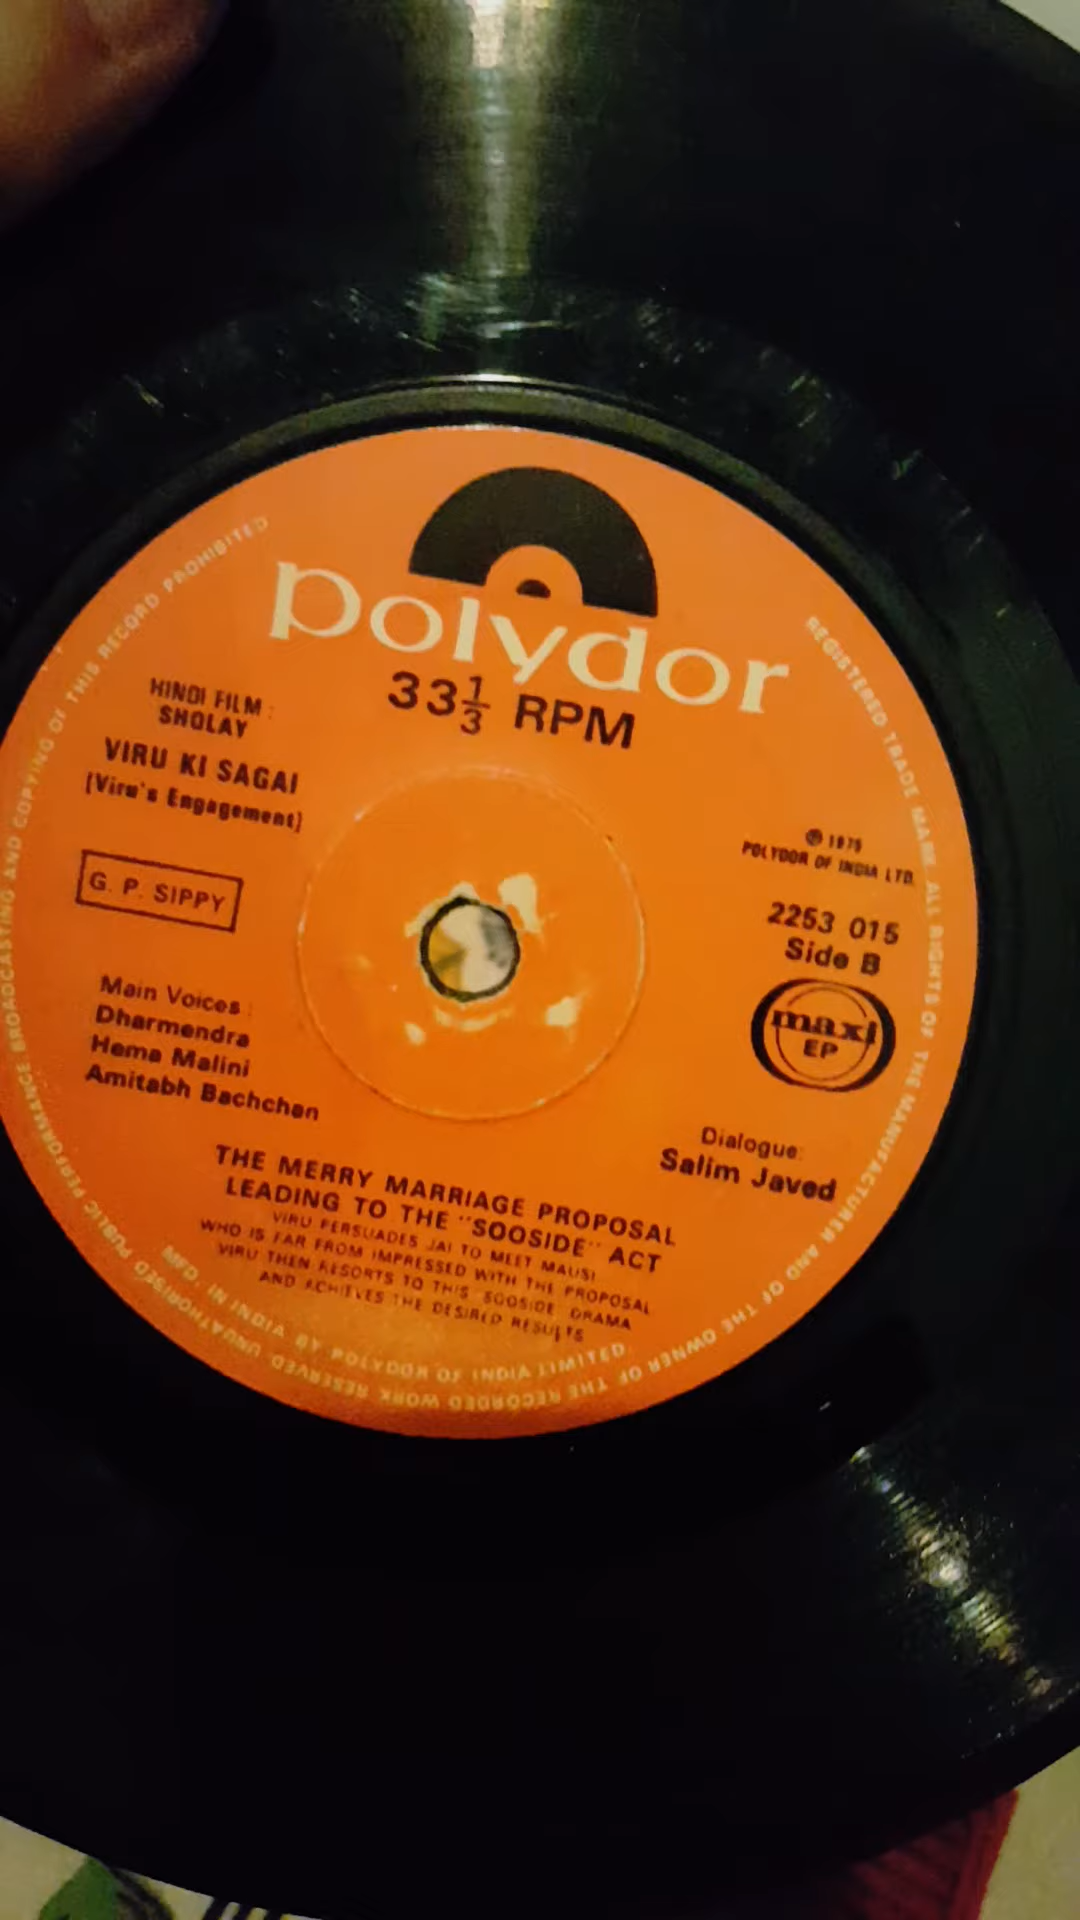 polydor
33 1/3 RPM
HINDI FILM :
SHOLAY
VIRU KI SAGAI
(Viru's Engagement)
G. P. SIPPY
Main Voices :
Dharmendra
Hema Malini
Amitabh Bachchan
℗ 1975
POLYDOR OF INDIA LTD.
2253 015
Side B
maxi
EP
Dialogue:
Salim Javed
THE MERRY MARRIAGE PROPOSAL
LEADING TO THE "SOOSIDE" ACT
VIRU PERSUADES JAI TO MEET MAUSI
WHO IS FAR FROM IMPRESSED WITH THE PROPOSAL
VIRU THEN RESORTS TO THIS 'SOOSIDE' DRAMA
AND ACHIEVES THE DESIRED RESULTS
REGISTERED TRADE MARK. ALL RIGHTS OF THE MANUFACTURER AND OF THE OWNER OF THE RECORDED WORK RESERVED UNAUTHORISED PUBLIC PERFORMANCE BROADCASTING AND COPYING OF THIS RECORD PROHIBITED
IN INDIA BY POLYDOR OF INDIA LIMITED